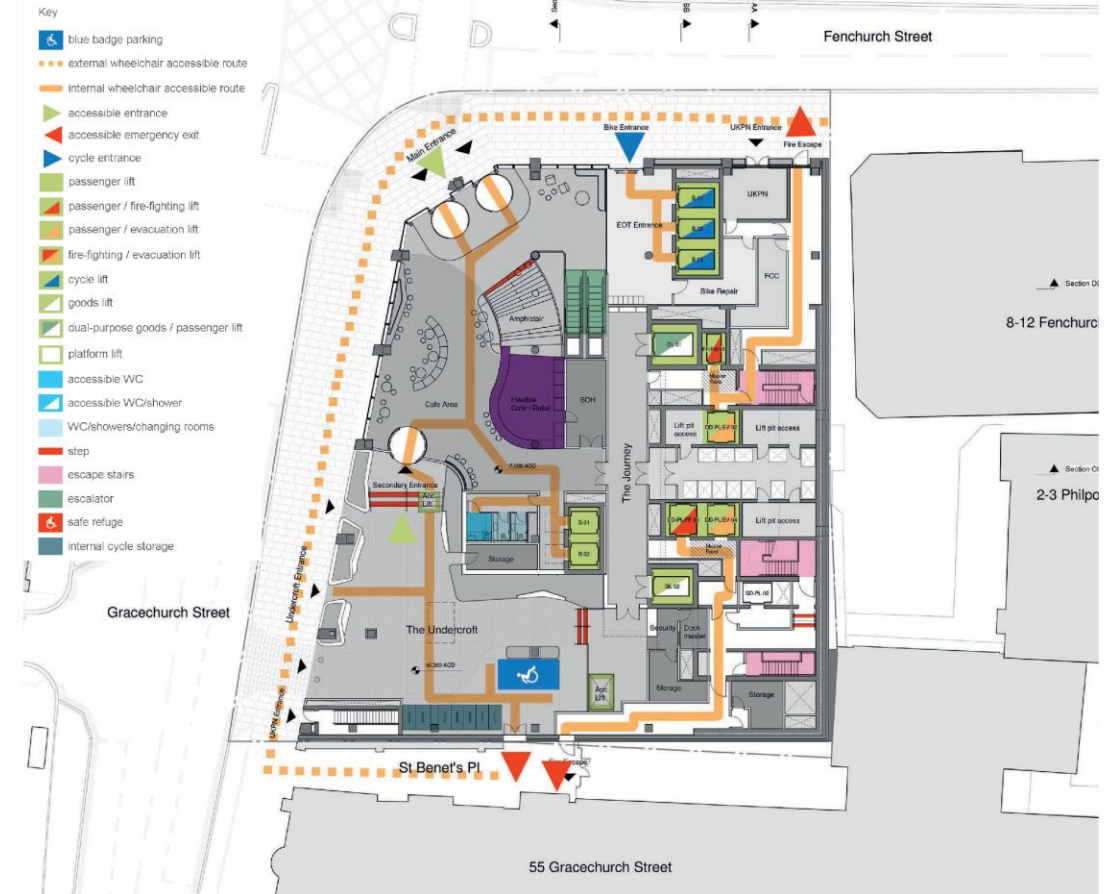 Key
blue badge parking
external wheelchair accessible route
internal wheelchair accessible route
accessible entrance
accessible emergency exit
cycle entrance
passenger lift
passenger / fire-fighting lift
passenger / evacuation lift
fire-fighting / evacuation lift
cycle lift
goods lift
dual-purpose goods / passenger lift
platform lift
accessible WC
accessible WC/shower
WC/showers/changing rooms
step
escape stairs
escalator
safe refuge
internal cycle storage
BB
AA
Fenchurch Street
Main Entrance
Bike Entrance
UKPN Entrance
Fire Escape
UKPN
EOT Entrance
FCC
Bike Repair
Section
8-12 Fenchurc
Amphistair
Cafe Area
Flexible
Cafe / Retail
BOH
The Journey
Lift pit
access
Lift pit access
Section
2-3 Philpo
Secondary Entrance
Acc.
Lift
S.01
S.02
Storage
Lift pit access
Undercroft Entrance
Gracechurch Street
The Undercroft
Security
Dock
master
Storage
Storage
Acc.
Lift
UKPN Entrance
St Benet's Pl
55 Gracechurch Street